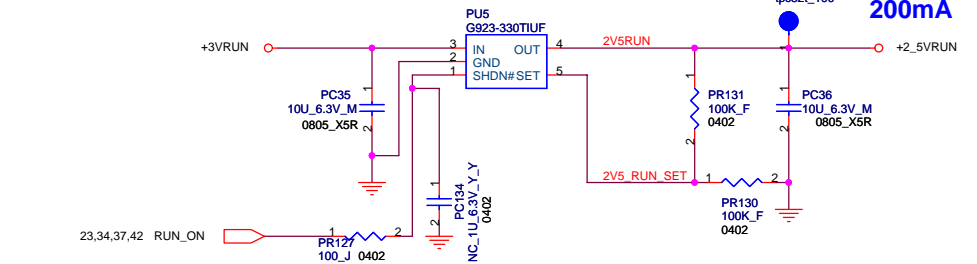 200mA
PU5
G923-330TIUF
+3VRUN
3 IN OUT 4
2 GND
1 SHDN# SET 5
2V5RUN
1
+2_5VRUN
PC35
10U_6.3V_M
0805_X5R
1
2
PR131
100K_F
0402
1
2
PC36
10U_6.3V_M
0805_X5R
1
2
2V5_RUN_SET
1 2
PR130
100K_F
0402
PC134
NC_1U_6.3V_Y_Y
0402
1
2
23,34,37,42 RUN_ON
1 2
PR127
100_J 0402